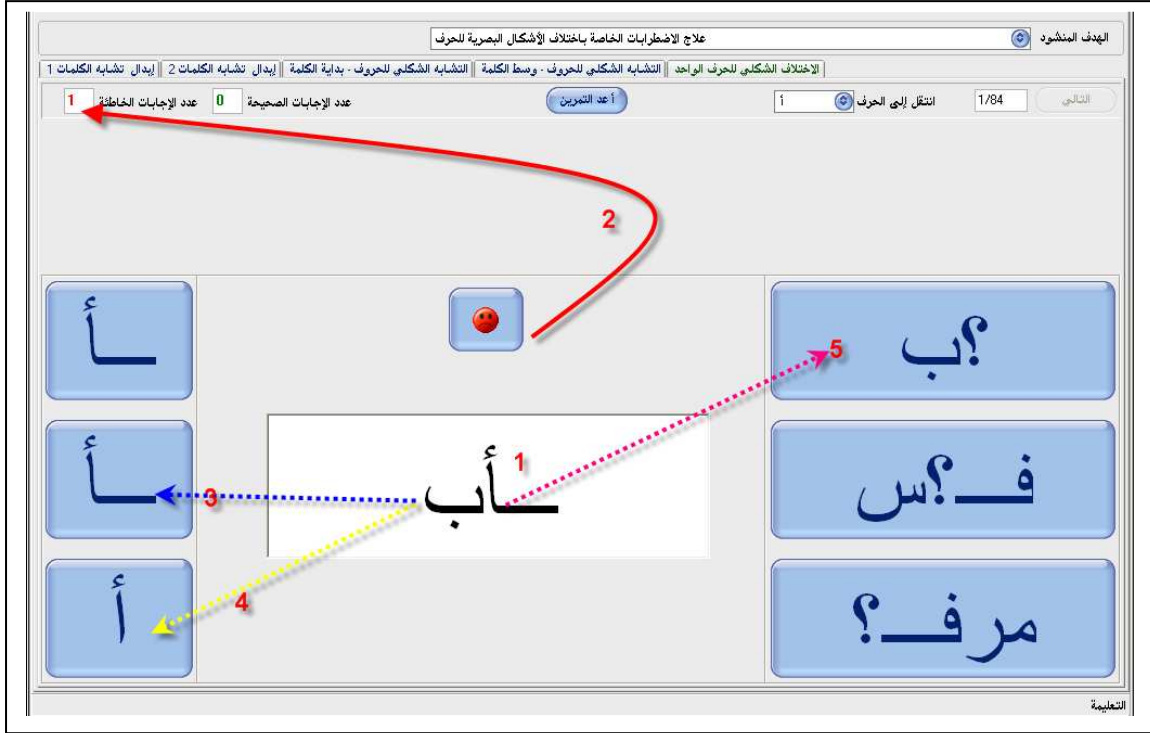 الهدف المنشود علاج الاضطرابات الخاصة باختلاف الأشكال البصرية للحرف
الاختلاف الشكلي للحرف الواحد التشابه الشكلي للحروف - وسط الكلمة التشابه الشكلي للحروف - بداية الكلمة إبدال تشابه الكلمات 2 إبدال تشابه الكلمات 1
التالي 1/84 انتقل إلى الحرف أ أعد التمرين عدد الإجابات الصحيحة 0 عدد الإجابات الخاطئة 1
2
؟ب 5 ـأ
ـأب 1
فـ؟س 3 ـأ
مرفـ؟ 4 أ
التعليمة